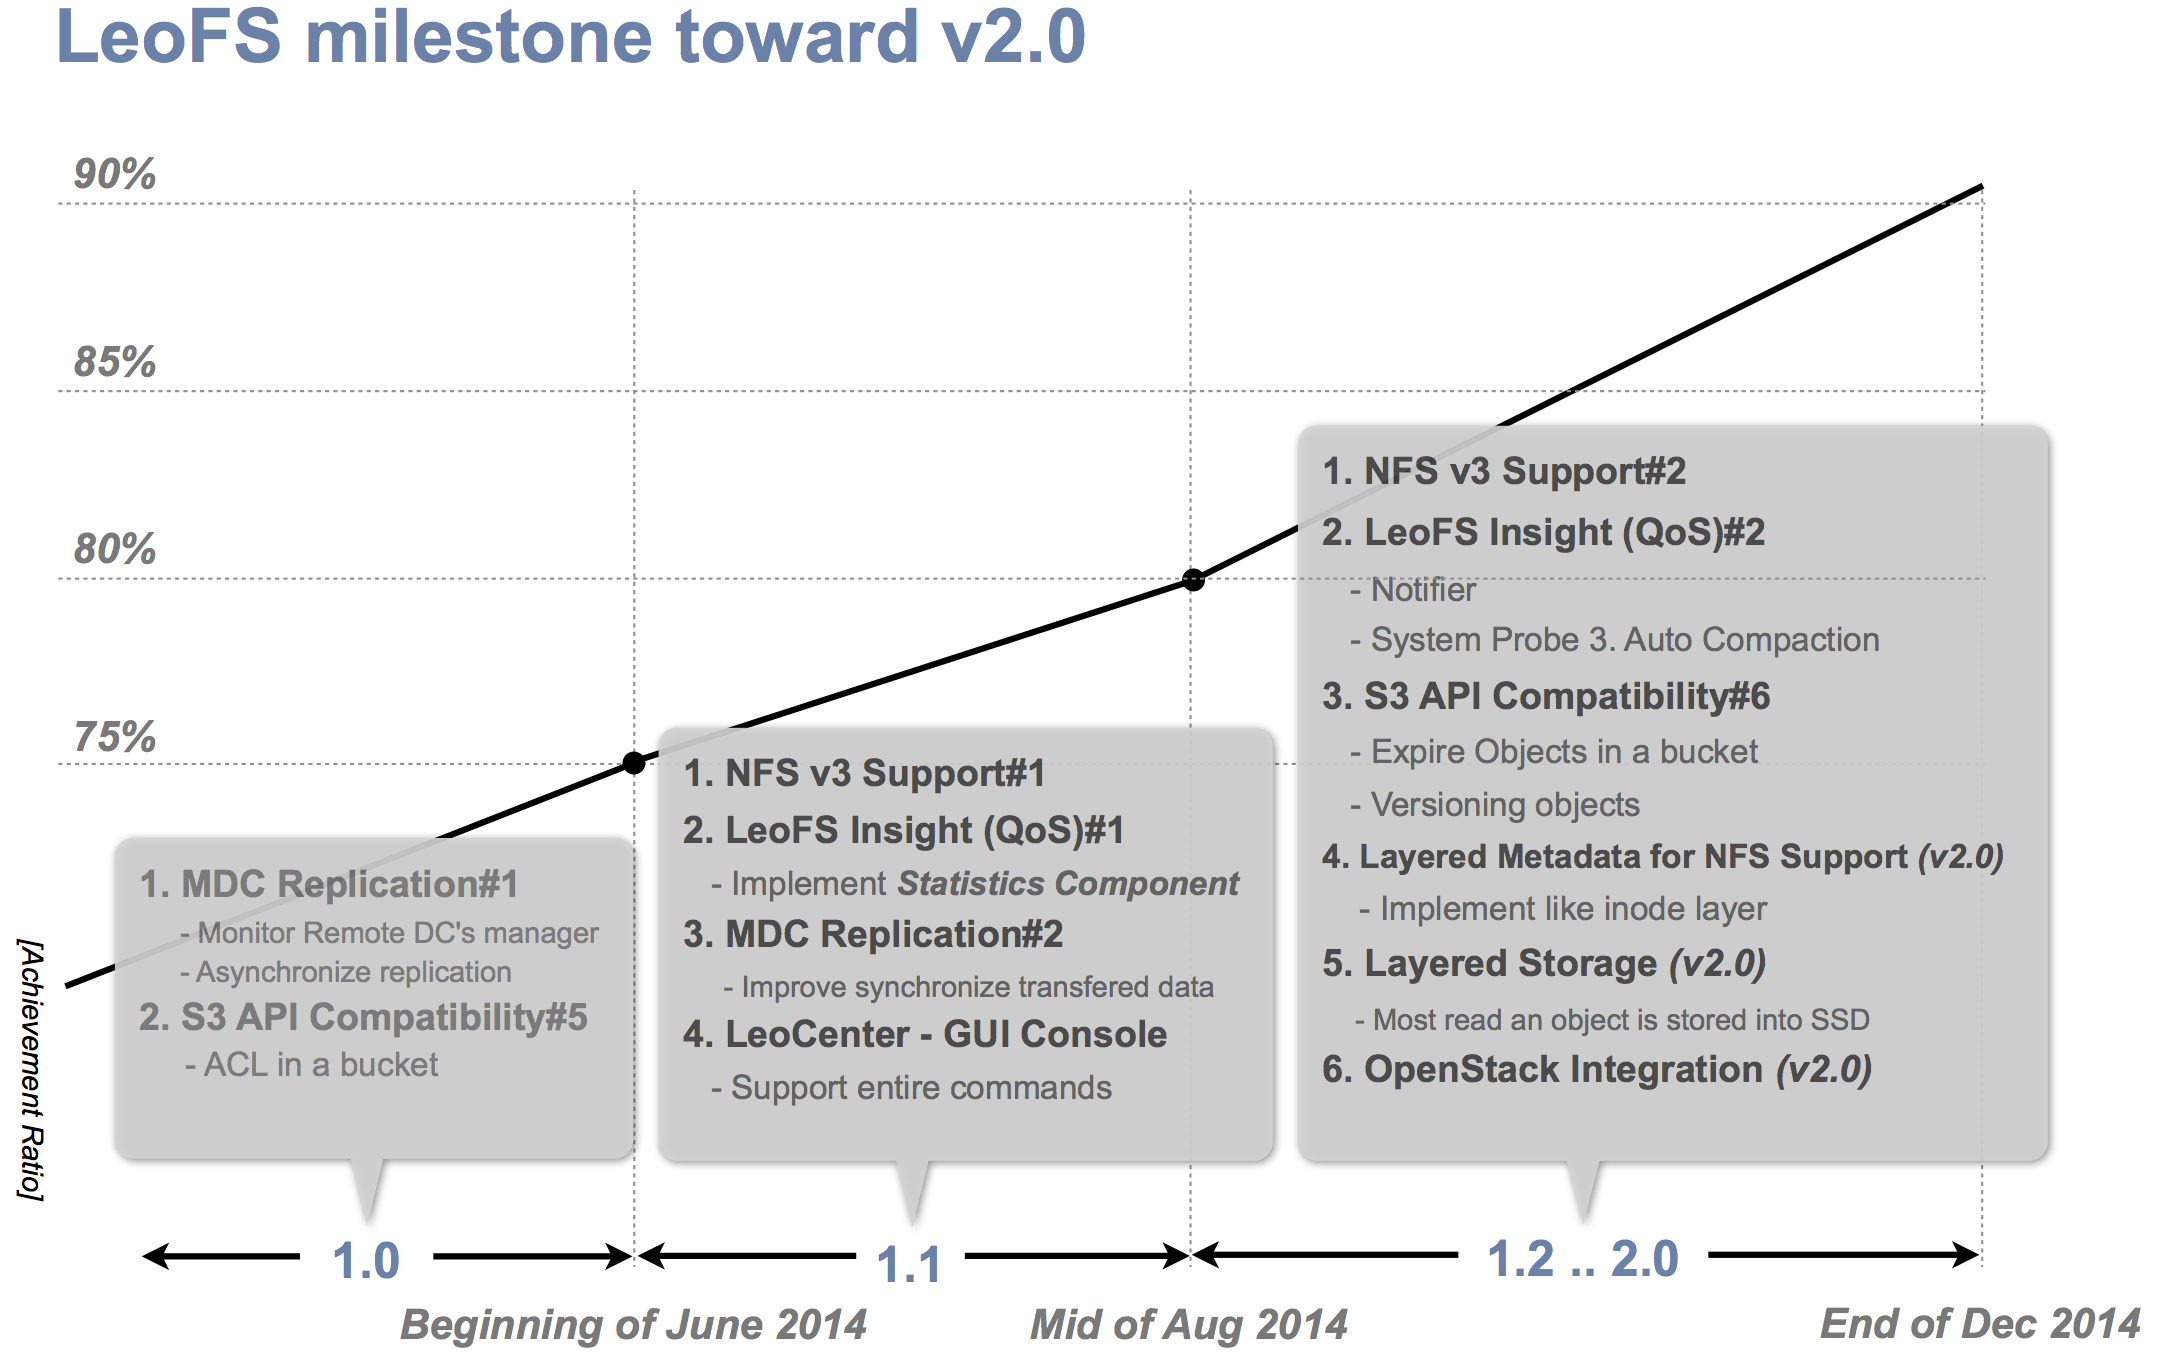 LeoFS milestone toward v2.0
90%
85%
80%
75%
[Achievement Ratio]
1. MDC Replication#1
- Monitor Remote DC's manager
- Asynchronize replication
2. S3 API Compatibility#5
- ACL in a bucket
1. NFS v3 Support#1
2. LeoFS Insight (QoS)#1
- Implement Statistics Component
3. MDC Replication#2
- Improve synchronize transfered data
4. LeoCenter - GUI Console
- Support entire commands
1. NFS v3 Support#2
2. LeoFS Insight (QoS)#2
- Notifier
- System Probe 3. Auto Compaction
3. S3 API Compatibility#6
- Expire Objects in a bucket
- Versioning objects
4. Layered Metadata for NFS Support (v2.0)
- Implement like inode layer
5. Layered Storage (v2.0)
- Most read an object is stored into SSD
6. OpenStack Integration (v2.0)
1.0
1.1
1.2 .. 2.0
Beginning of June 2014
Mid of Aug 2014
End of Dec 2014